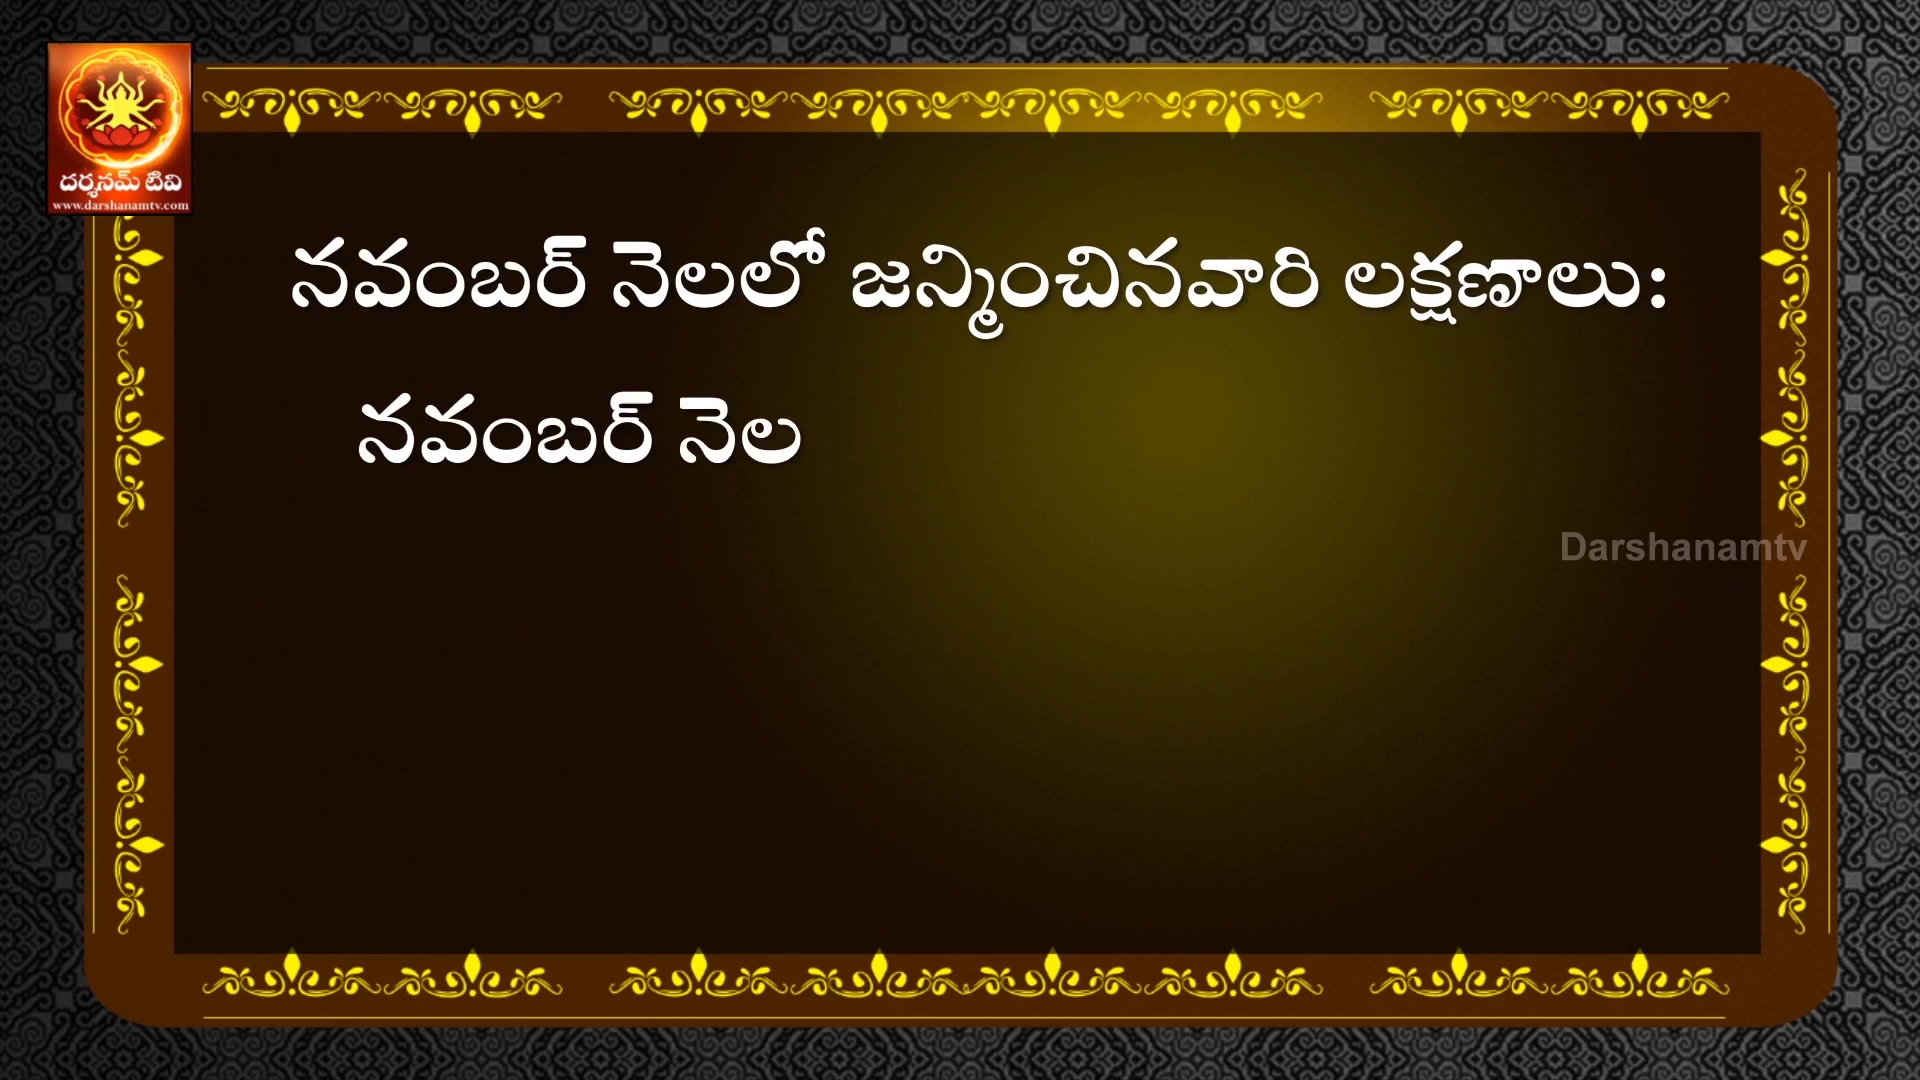 దర్శనమ్ టివి
www.darshanamtv.com
నవంబర్ నెలలో జన్మించినవారి లక్షణాలు:
నవంబర్ నెల
Darshanamtv